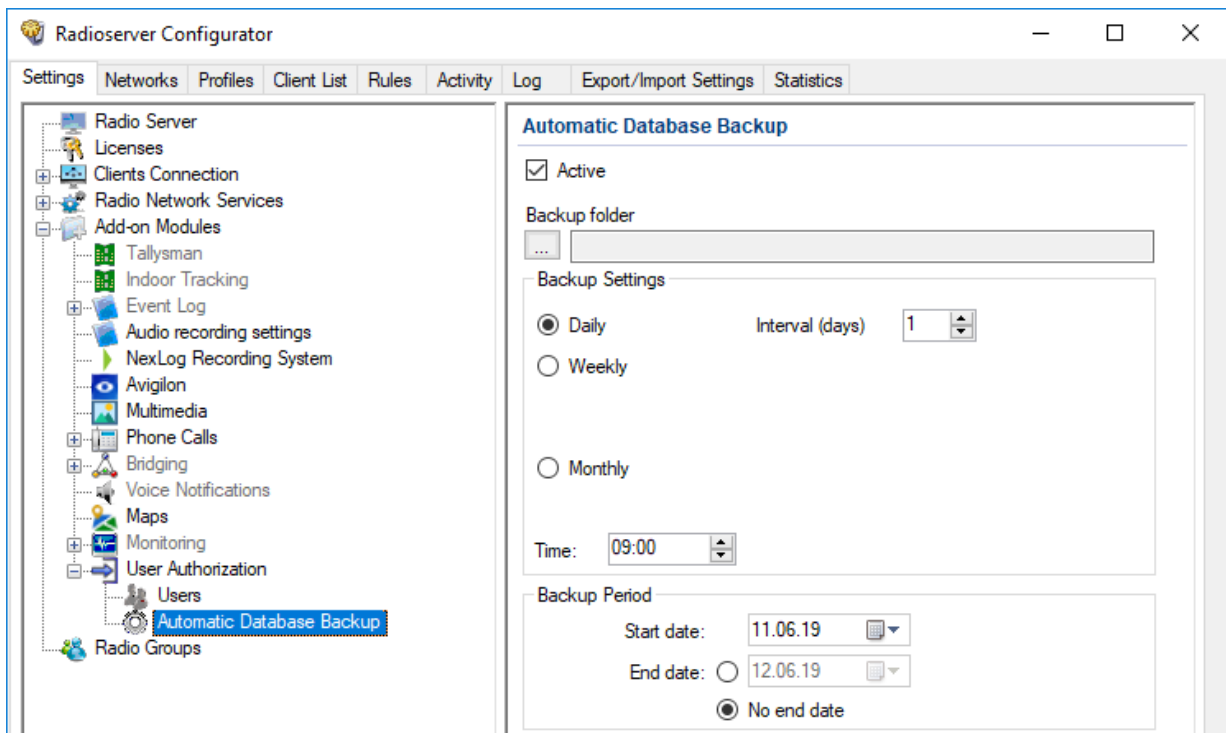 Radioserver Configurator
Settings Networks Profiles Client List Rules Activity Log Export/Import Settings Statistics
Radio Server
Licenses
Clients Connection
Radio Network Services
Add-on Modules
Tallysman
Indoor Tracking
Event Log
Audio recording settings
NexLog Recording System
Avigilon
Multimedia
Phone Calls
Bridging
Voice Notifications
Maps
Monitoring
User Authorization
Users
Automatic Database Backup
Radio Groups
Automatic Database Backup
Active
Backup folder
...
Backup Settings
Daily Interval (days) 1
Weekly
Monthly
Time: 09:00
Backup Period
Start date: 11.06.19
End date: 12.06.19
No end date